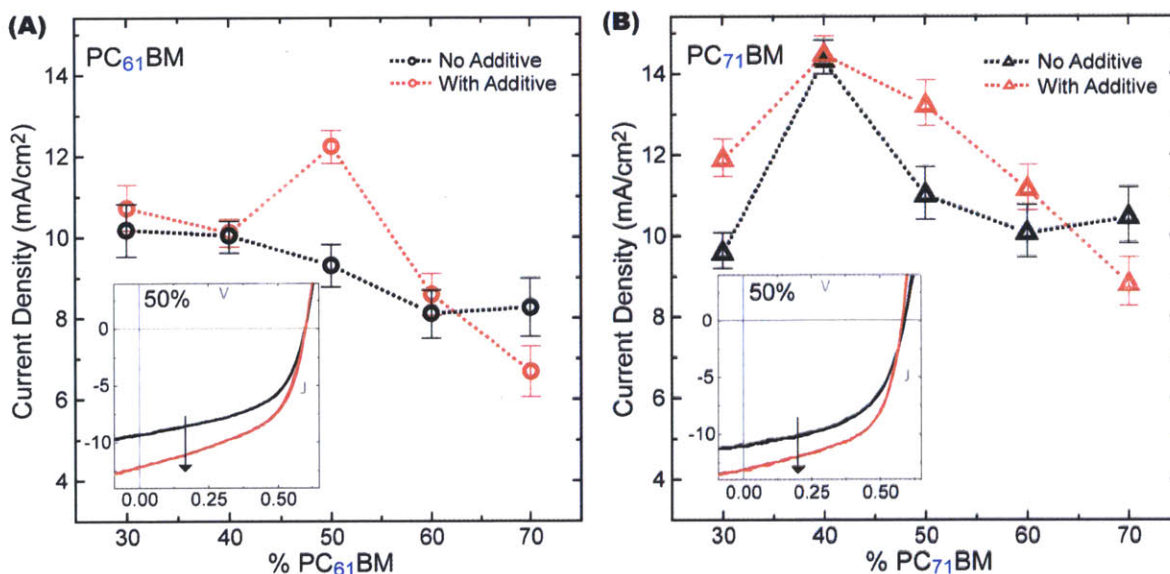 (A)
PC61BM
No Additive
With Additive
Current Density (mA/cm2)
14
12
10
8
6
4
50%
V
J
0
-5
-10
0.00
0.25
0.50
30
40
50
60
70
% PC61BM
(B)
PC71BM
No Additive
With Additive
Current Density (mA/cm2)
14
12
10
8
6
4
50%
V
J
0
-5
-10
0.00
0.25
0.50
30
40
50
60
70
% PC71BM